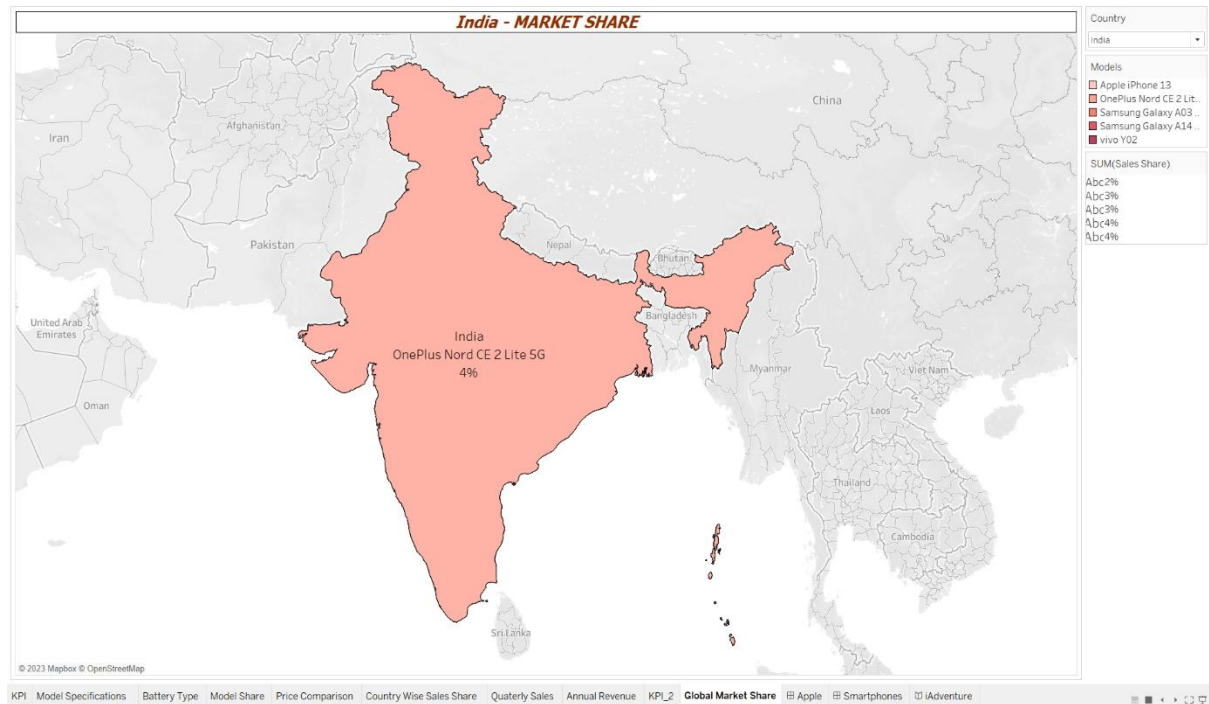 India - MARKET SHARE
Country
India
Models
Apple iPhone 13
OnePlus Nord CE 2 Lit..
Samsung Galaxy A03 ..
Samsung Galaxy A14 ..
vivo Y02
SUM(Sales Share)
Abc2%
Abc3%
Abc3%
Abc4%
Abc4%
China
Afghanistan
Iran
Pakistan
Nepal
Bhutan
United Arab
Emirates
Bangladesh
India
OnePlus Nord CE 2 Lite 5G
4%
Myanmar
Viet Nam
Oman
Laos
Thailand
Cambodia
Sri Lanka
© 2023 Mapbox © OpenStreetMap
KPI Model Specifications Battery Type Model Share Price Comparison Country Wise Sales Share Quaterly Sales Annual Revenue KPI_2 Global Market Share Apple Smartphones iAdventure